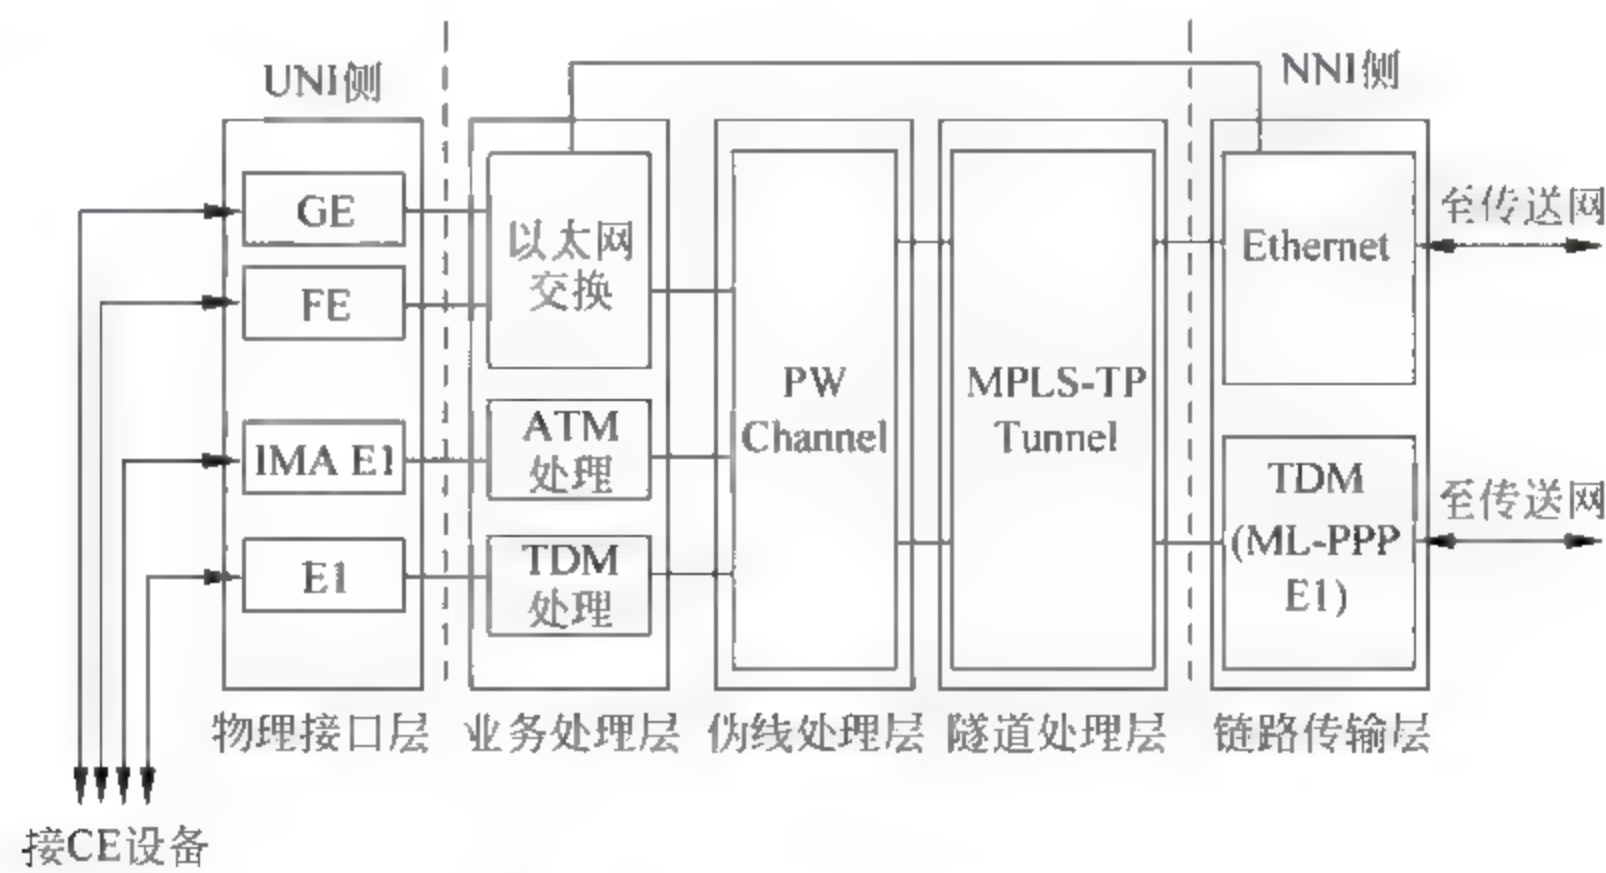 UNI侧
NNI侧
GE
FE
IMA E1
E1
以太网
交换
ATM
处理
TDM
处理
PW
Channel
MPLS-TP
Tunnel
Ethernet
TDM
(ML-PPP
E1)
至传送网
至传送网
物理接口层
业务处理层
伪线处理层
隧道处理层
链路传输层
接CE设备